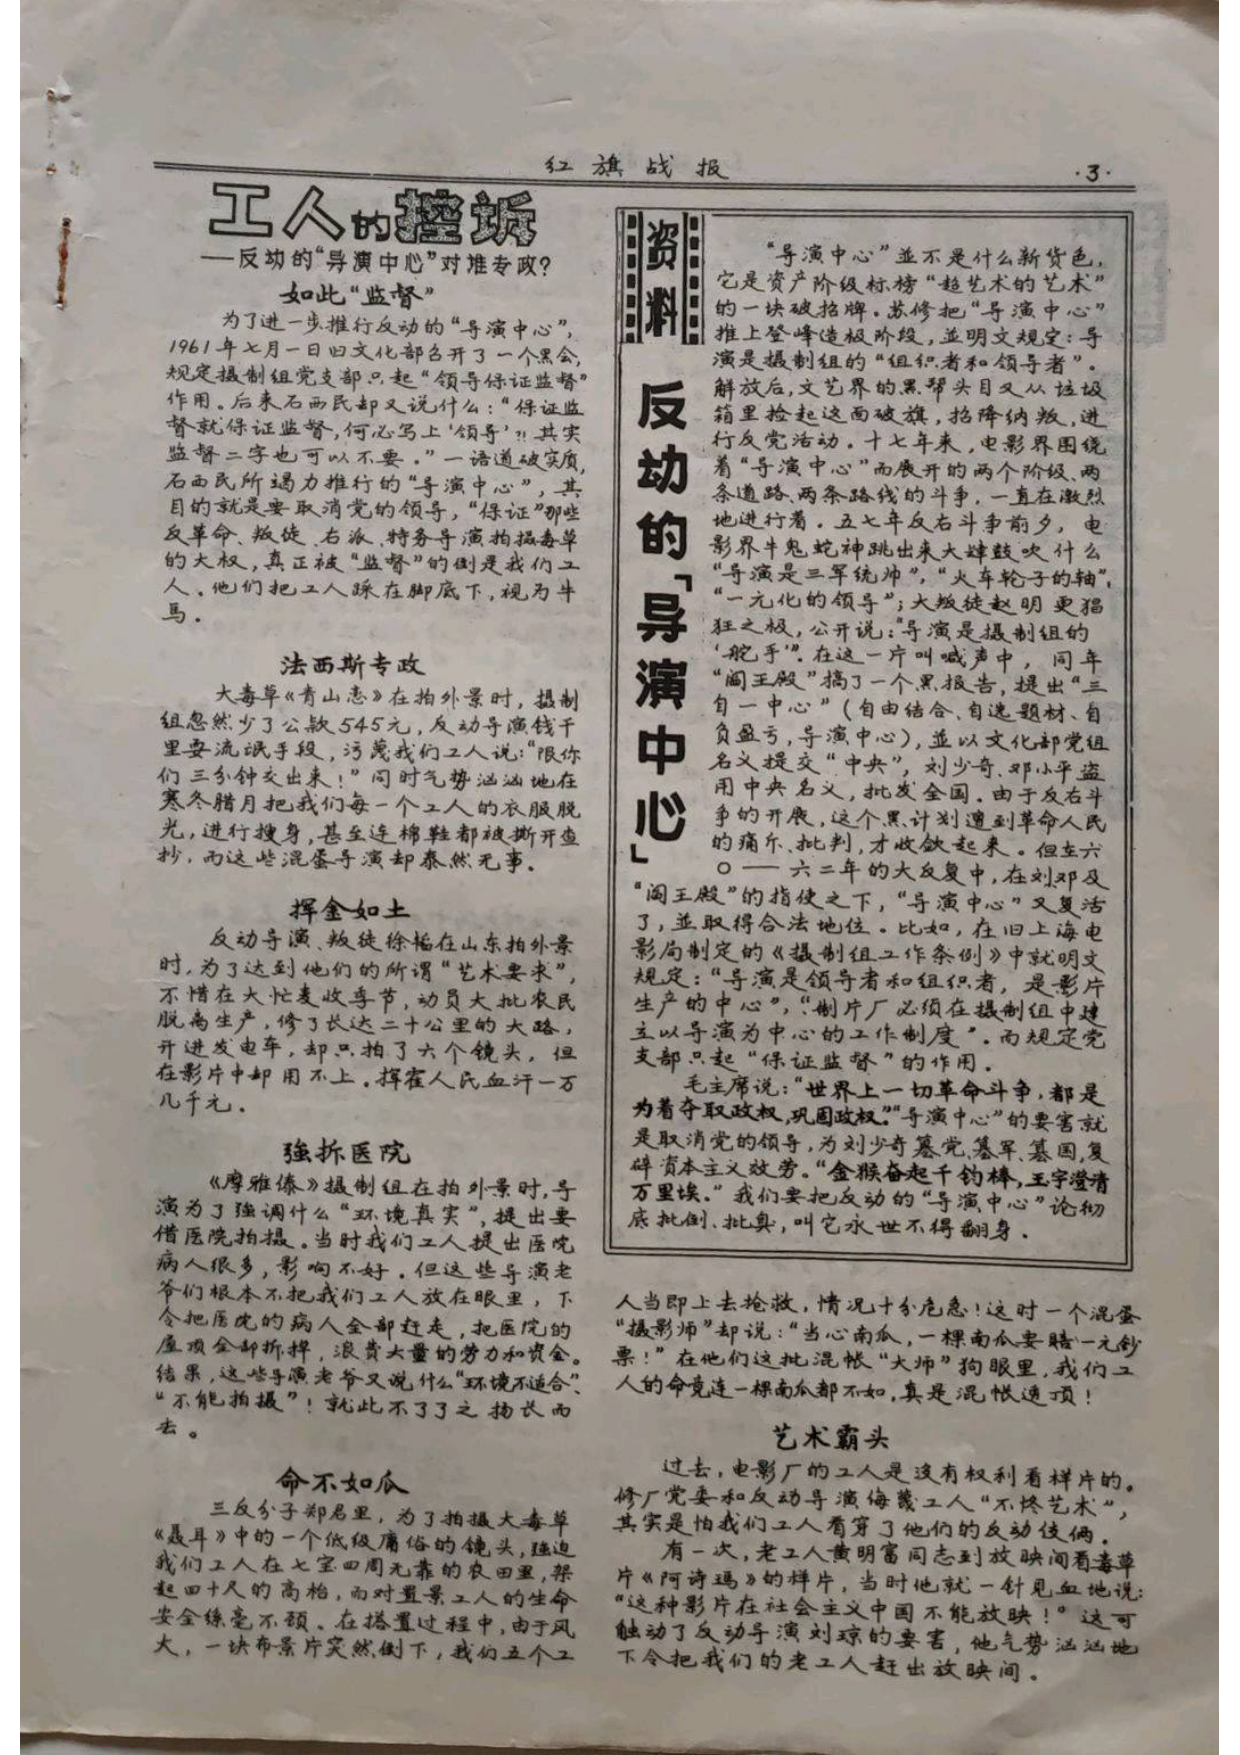 红旗战报
·3·
工人的控诉
——反动的“导演中心”对堆专政?
如此“监督”
为了进一步推行反动的“导演中心”,
1961年七月一日旧文化部召开了一个黑会,
规定摄制组党支部只起“领导保证监督”
作用。后来石西民却又说什么:“保证监
督就保证监督,何必写上‘领导’?!其实
监督二字也可以不要。”一语道破实质,
石西民所竭力推行的“导演中心”,其
目的就是要取消党的领导,“保证”那些
反革命、叛徒、右派、特务导演拍摄毒草
的大权,真正被“监督”的倒是我们工
人。他们把工人踩在脚底下,视为牛
马。
法西斯专政
大毒草《青山恋》在拍外景时,摄制
组忽然少了公款545元,反动导演钱千
里耍流氓手段,污蔑我们工人说:“限你
们三分钟交出来!”同时气势汹汹地在
寒冬腊月把我们每一个工人的衣服脱
光,进行搜身,甚至连棉鞋都被撕开查
抄,而这些混蛋导演却泰然无事。
挥金如土
反动导演、叛徒徐韬在山东拍外景
时,为了达到他们的所谓“艺术要求”,
不惜在大忙麦收季节,动员大批农民
脱离生产,修了长达二十公里的大路,
开进发电车,却只拍了六个镜头,但
在影片中却用不上。挥霍人民血汗一万
几千元。
強拆医院
《摩雅傣》摄制组在拍外景时,导
演为了强调什么“环境真实”,提出要
借医院拍摄。当时我们工人提出医院
病人很多,影响不好。但这些导演老
爷们根本不把我们工人放在眼里,下
令把医院的病人全部赶走,把医院的
屋顶全部拆掉,浪费大量的劳力和资金。
结果,这些导演老爷又说什么“环境不适合”、
“不能拍摄”!就此不了了之扬长而
去。
命不如瓜
三反分子郑君里,为了拍摄大毒草
《聂耳》中的一个低级庸俗的镜头,强迫
我们工人在七宝四周无靠的农田里,架
起四十尺的高枱,而对置景工人的生命
安全练毫不顾。在搭置过程中,由于风
大,一块布景片突然倒下,我们五个工
资料
反动的「导演中心」
“导演中心”並不是什么新货色,
它是资产阶级标榜“超艺术的艺术”
的一块破招牌。苏修把“导演中心”
推上登峰造极阶段,並明文规定:导
演是摄制组的“组织者和领导者”。
解放后,文艺界的黑帮头目又从垃圾
箱里捡起这面破旗,招降纳叛,进
行反党活动。十七年来,电影界围绕
着“导演中心”而展开的两个阶级、两
条道路、两条路线的斗争,一直在激烈
地进行着。五七年反右斗争前夕,电
影界牛鬼蛇神跳出来大肆鼓吹什么
“导演是三军统帅”,“火车轮子的轴”,
“一元化的领导”;大叛徒赵明更猖
狂之极,公开说:“导演是摄制组的
‘舵手’”。在这一片叫喊声中,同年
“阎王殿”搞了一个黑报告,提出“三
自一中心”(自由结合、自选题材、自
负盈亏,导演中心),並以文化部党组
名义提交“中央”,刘少奇、邓小平盗
用中央名义,批发全国。由于反右斗
争的开展,这个黑计划遭到革命人民
的痛斥、批判,才收敛起来。但在六
〇——六二年的大反复中,在刘邓及
“阎王殿”的指使之下,“导演中心”又复活
了,並取得合法地位。比如,在旧上海电
影局制定的《摄制组工作条例》中就明文
规定:“导演是领导者和组织者,是影片
生产的中心”,“制片厂必须在摄制组中建
立以导演为中心的工作制度”。而规定党
支部只起“保证监督”的作用。
毛主席说:“世界上一切革命斗争,都是
为着夺取政权,巩固政权。”“导演中心”的要害就
是取消党的领导,为刘少奇篡党、篡军、篡国,复
辟资本主义效劳。“金猴奋起千钧棒,玉宇澄清
万里埃。”我们要把反动的“导演中心”论彻
底批倒、批臭,叫它永世不得翻身。
人当即上去抢救,情况十分危急!这时一个混蛋
“摄影师”却说:“当心南瓜,一棵南瓜要赔一元钞
票!”在他们这批混帐“大师”狗眼里,我们工
人的命竟连一棵南瓜都不如,真是混帐透顶!
艺术霸头
过去,电影厂的工人是没有权利看样片的。
修厂党委和反动导演侮蔑工人“不佟艺术”,
其实是怕我们工人看穿了他们的反动伎俩。
有一次,老工人黄明富同志到放映间看毒草
片《阿诗玛》的样片,当时他就一针见血地说:
“这种影片在社会主义中国不能放映!”这可
触动了反动导演刘琼的要害,他气势汹汹地
下令把我们的老工人赶出放映间。